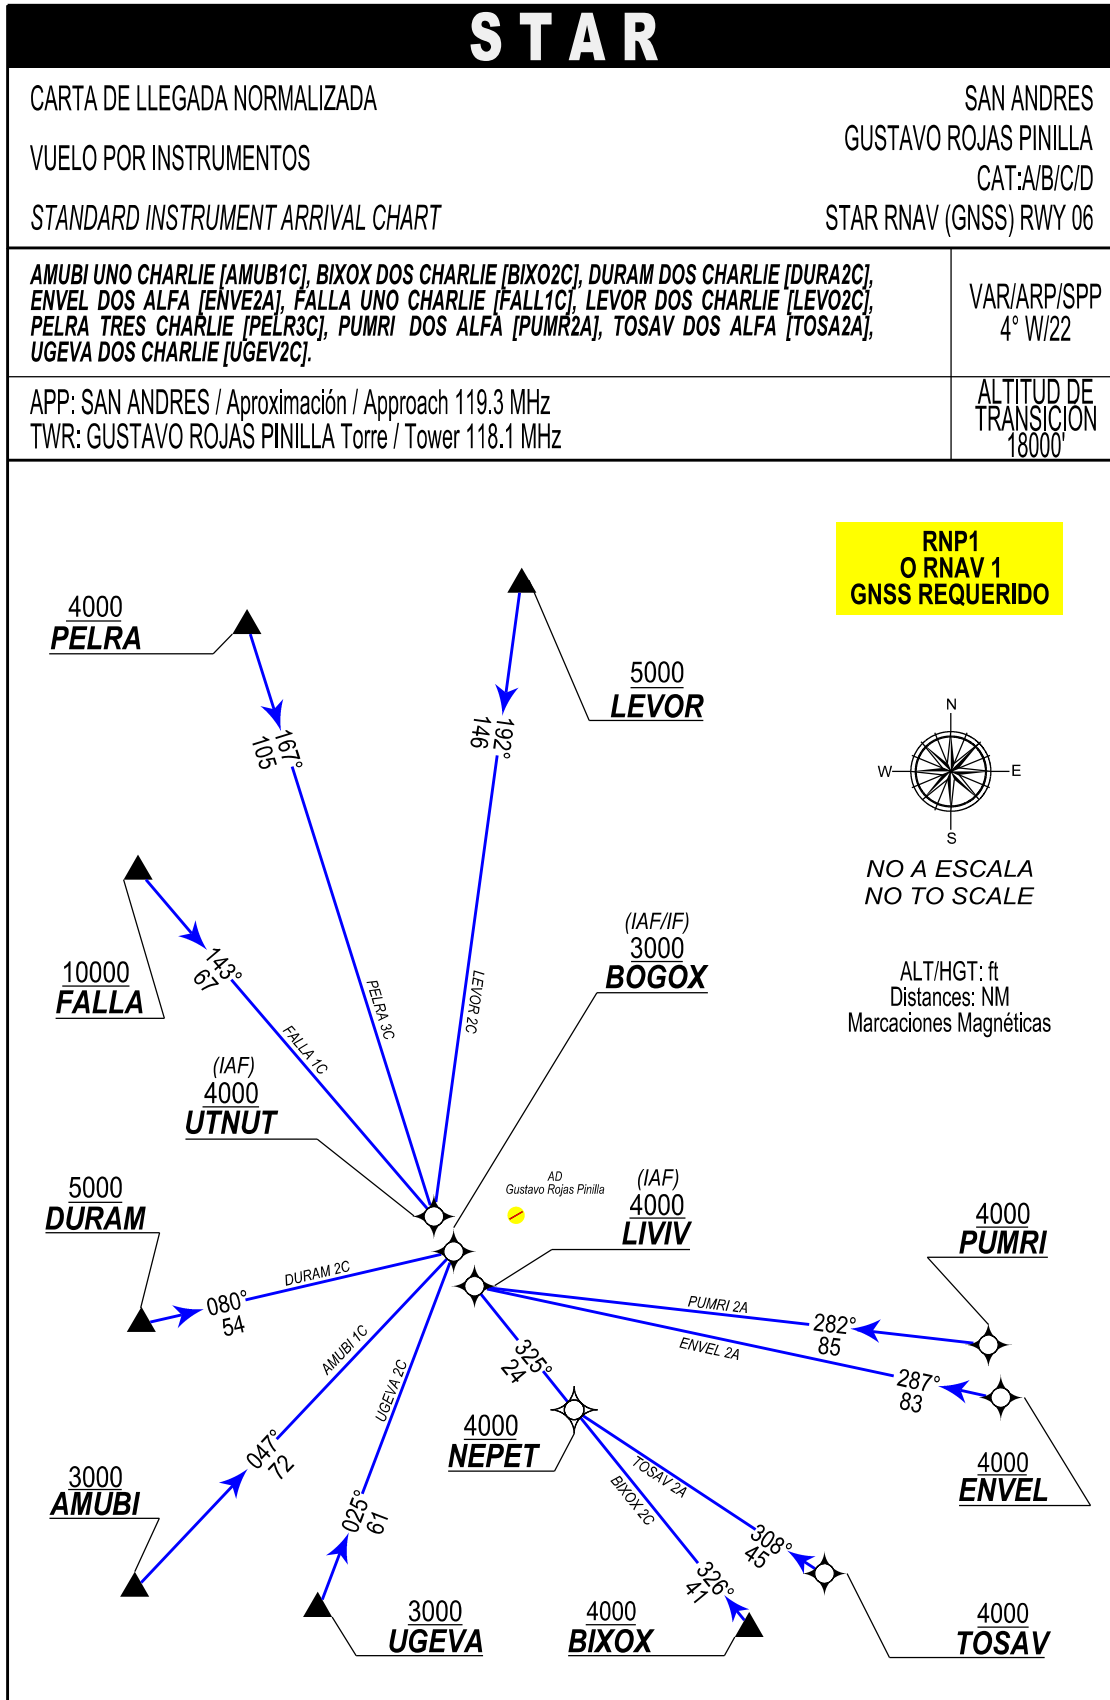 STAR
CARTA DE LLEGADA NORMALIZADA
VUELO POR INSTRUMENTOS
STANDARD INSTRUMENT ARRIVAL CHART
SAN ANDRES
GUSTAVO ROJAS PINILLA
CAT:A/B/C/D
STAR RNAV (GNSS) RWY 06
AMUBI UNO CHARLIE [AMUB1C], BIXOX DOS CHARLIE [BIXO2C], DURAM DOS CHARLIE [DURA2C],
ENVEL DOS ALFA [ENVE2A], FALLA UNO CHARLIE [FALL1C], LEVOR DOS CHARLIE [LEVO2C],
PELRA TRES CHARLIE [PELR3C], PUMRI DOS ALFA [PUMR2A], TOSAV DOS ALFA [TOSA2A],
UGEVA DOS CHARLIE [UGEV2C].
VAR/ARP/SPP
4° W/22
APP: SAN ANDRES / Aproximación / Approach 119.3 MHz
TWR: GUSTAVO ROJAS PINILLA Torre / Tower 118.1 MHz
ALTITUD DE
TRANSICIÓN
18000'
RNP1
O RNAV 1
GNSS REQUERIDO
4000
PELRA
5000
LEVOR
167°
105
192°
146
N
W
E
S
NO A ESCALA
NO TO SCALE
10000
FALLA
143°
67
(IAF/IF)
3000
BOGOX
ALT/HGT: ft
Distances: NM
Marcaciones Magnéticas
PELRA 3C
LEVOR 2C
FALLA 1C
(IAF)
4000
UTNUT
AD
Gustavo Rojas Pinilla
(IAF)
4000
LIVIV
5000
DURAM
4000
PUMRI
DURAM 2C
080°
54
PUMRI 2A
282°
85
ENVEL 2A
287°
83
AMUBI 1C
UGEVA 2C
325°
24
4000
NEPET
047°
72
3000
AMUBI
025°
61
TOSAV 2A
BIXOX 2C
4000
ENVEL
308°
45
326°
41
3000
UGEVA
4000
BIXOX
4000
TOSAV